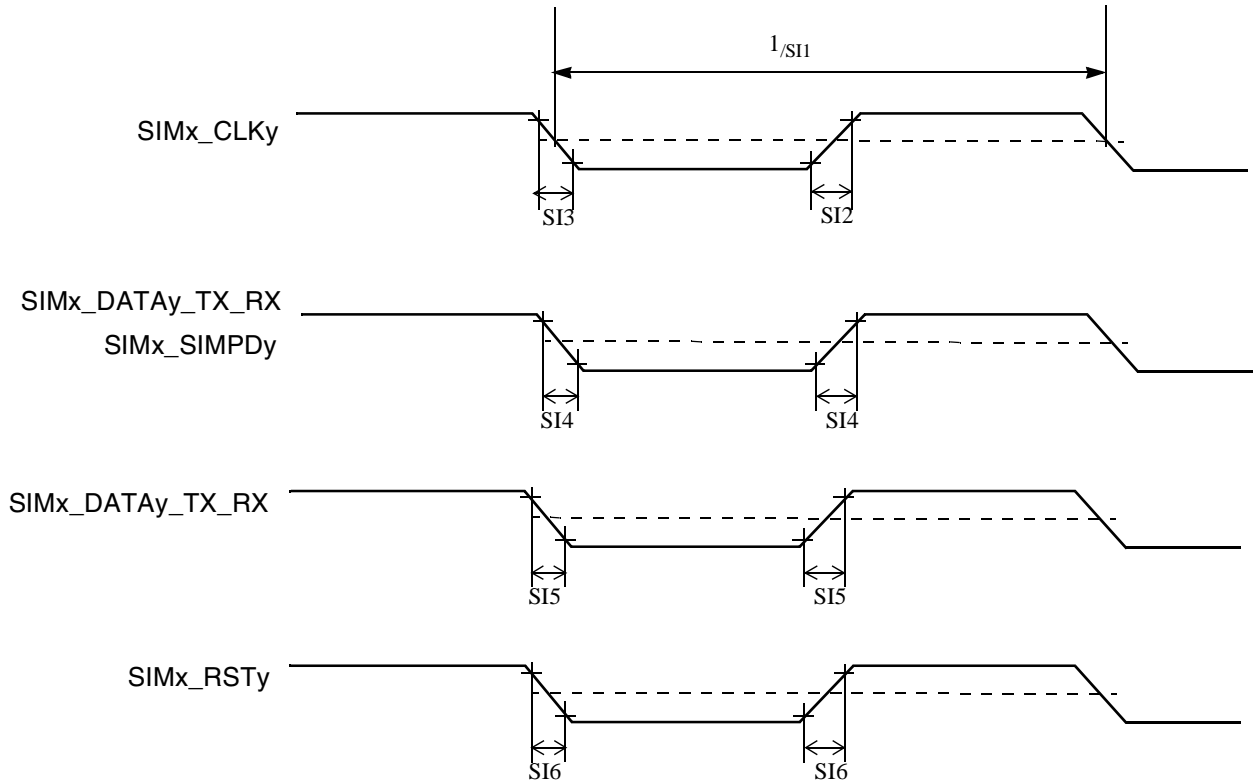 1/SI1
SIMx_CLKy
SI3
SI2
SIMx_DATAy_TX_RX
SIMx_SIMPDy
SI4
SI4
SIMx_DATAy_TX_RX
SI5
SI5
SIMx_RSTy
SI6
SI6